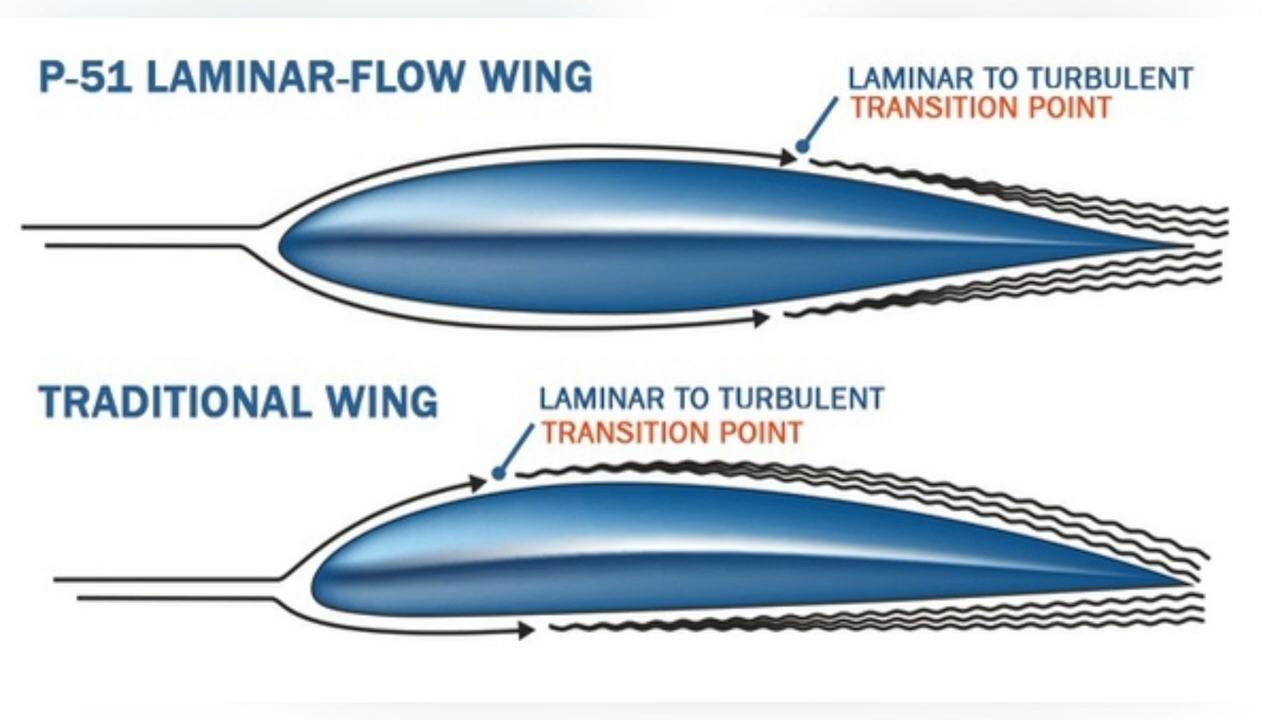 P-51 LAMINAR-FLOW WING
LAMINAR TO TURBULENT
TRANSITION POINT
TRADITIONAL WING
LAMINAR TO TURBULENT
TRANSITION POINT